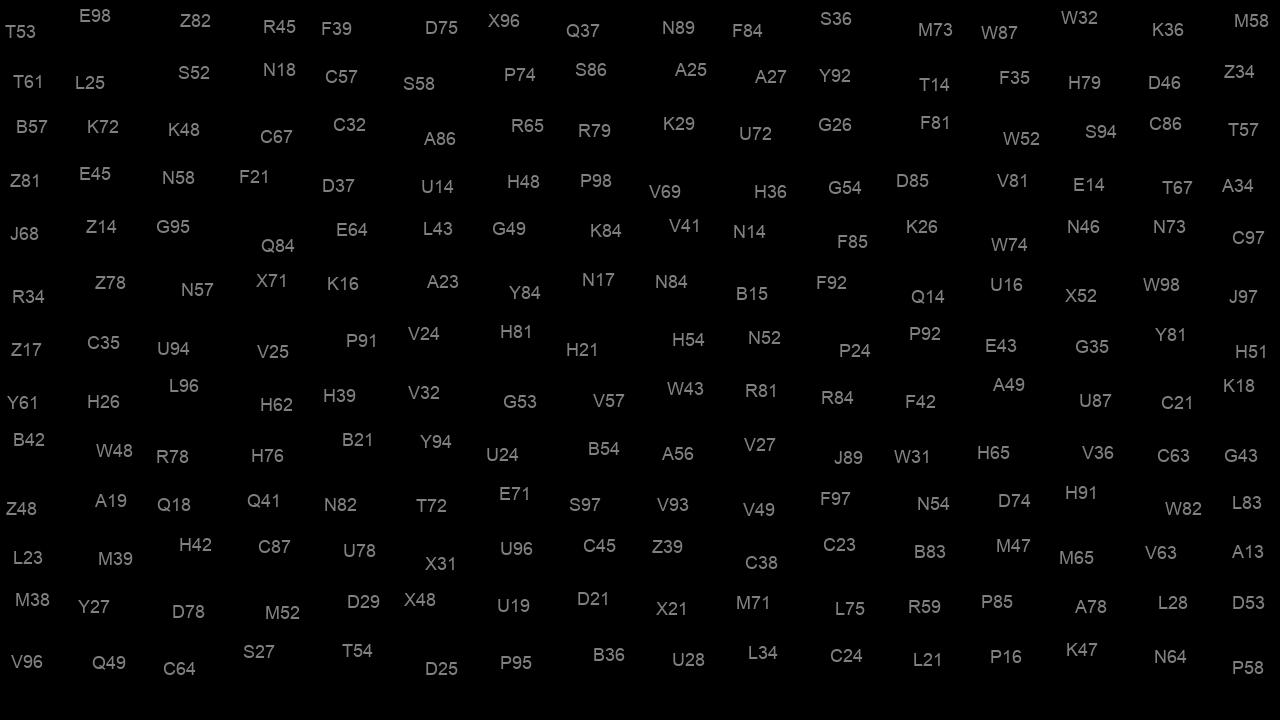 T53 E98 Z82 R45 F39 D75 X96 Q37 N89 F84 S36 M73 W87 W32 K36 M58
T61 L25 S52 N18 C57 S58 P74 S86 A25 A27 Y92 T14 F35 H79 D46 Z34
B57 K72 K48 C67 C32 A86 R65 R79 K29 U72 G26 F81 W52 S94 C86 T57
Z81 E45 N58 F21 D37 U14 H48 P98 V69 H36 G54 D85 V81 E14 T67 A34
J68 Z14 G95 Q84 E64 L43 G49 K84 V41 N14 F85 K26 W74 N46 N73 C97
R34 Z78 N57 X71 K16 A23 Y84 N17 N84 B15 F92 Q14 U16 X52 W98 J97
Z17 C35 U94 V25 P91 V24 H81 H21 H54 N52 P24 P92 E43 G35 Y81 H51
Y61 H26 L96 H62 H39 V32 G53 V57 W43 R81 R84 F42 A49 U87 C21 K18
B42 W48 R78 H76 B21 Y94 U24 B54 A56 V27 J89 W31 H65 V36 C63 G43
Z48 A19 Q18 Q41 N82 T72 E71 S97 V93 V49 F97 N54 D74 H91 W82 L83
L23 M39 H42 C87 U78 X31 U96 C45 Z39 C38 C23 B83 M47 M65 V63 A13
M38 Y27 D78 M52 D29 X48 U19 D21 X21 M71 L75 R59 P85 A78 L28 D53
V96 Q49 C64 S27 T54 D25 P95 B36 U28 L34 C24 L21 P16 K47 N64 P58